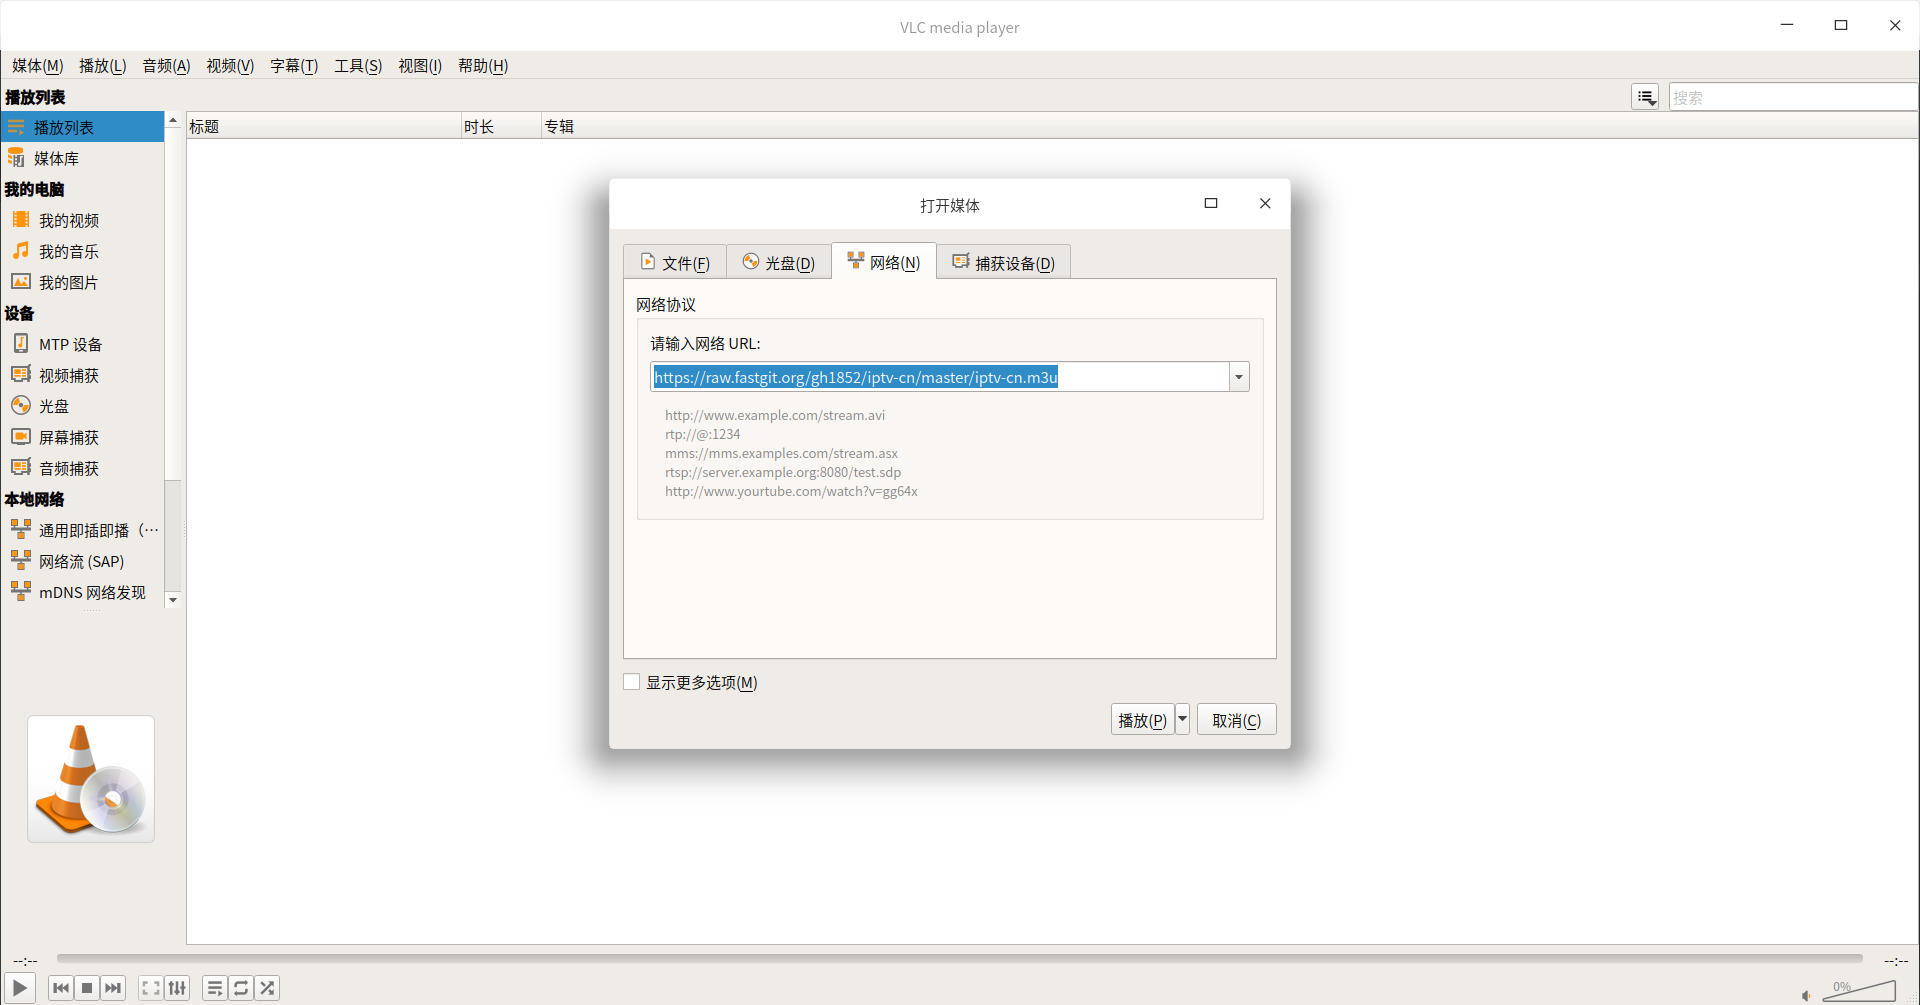 VLC media player
媒体(M) 播放(L) 音频(A) 视频(V) 字幕(T) 工具(S) 视图(I) 帮助(H)
播放列表
搜索
播放列表
标题 时长 专辑
媒体库
我的电脑
我的视频
我的音乐
我的图片
设备
MTP 设备
视频捕获
光盘
屏幕捕获
音频捕获
本地网络
通用即插即播（…
网络流 (SAP)
mDNS 网络发现
打开媒体
文件(F) 光盘(D) 网络(N) 捕获设备(D)
网络协议
请输入网络 URL:
https://raw.fastgit.org/gh1852/iptv-cn/master/iptv-cn.m3u
http://www.example.com/stream.avi
rtp://@:1234
mms://mms.examples.com/stream.asx
rtsp://server.example.org:8080/test.sdp
http://www.yourtube.com/watch?v=gg64x
显示更多选项(M)
播放(P) 取消(C)
--:-- --:--
0%